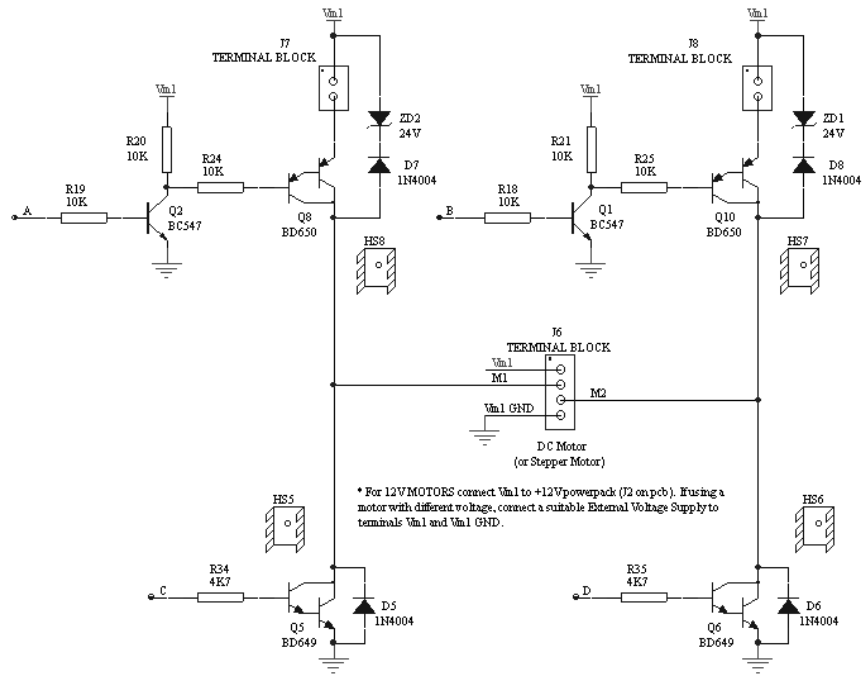 Vm1
Vm1
J7
TERMINAL BLOCK
J8
TERMINAL BLOCK
Vm1
Vm1
ZD2
24V
ZD1
24V
R20
10K
R24
10K
R21
10K
R25
10K
D7
1N4004
D8
1N4004
A
R19
10K
Q2
BC547
Q8
BD650
B
R18
10K
Q1
BC547
Q10
BD650
HS8
HS7
J6
TERMINAL BLOCK
Vm1
M1
M2
Vm1 GND
DC Motor
(or Stepper Motor)
* For 12V MOTORS connect Vm1 to +12V powerpack (J2 on pcb). If using a
motor with different voltage, connect a suitable External Voltage Supply to
terminals Vm1 and Vm1 GND.
HS5
HS6
C
R34
4K7
Q5
BD649
D5
1N4004
D
R35
4K7
Q6
BD649
D6
1N4004